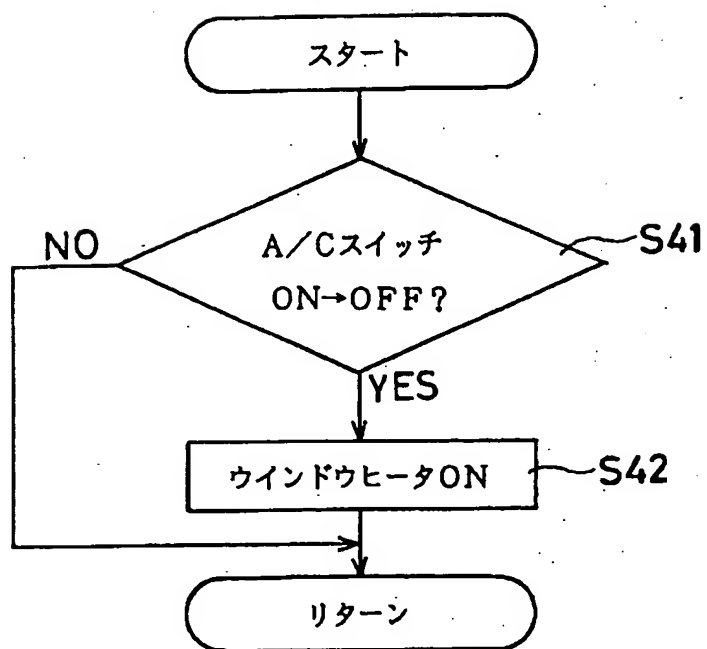 スタート
A/Cスイッチ
ON→OFF?
NO
S41
YES
ウインドウヒータON
S42
リターン